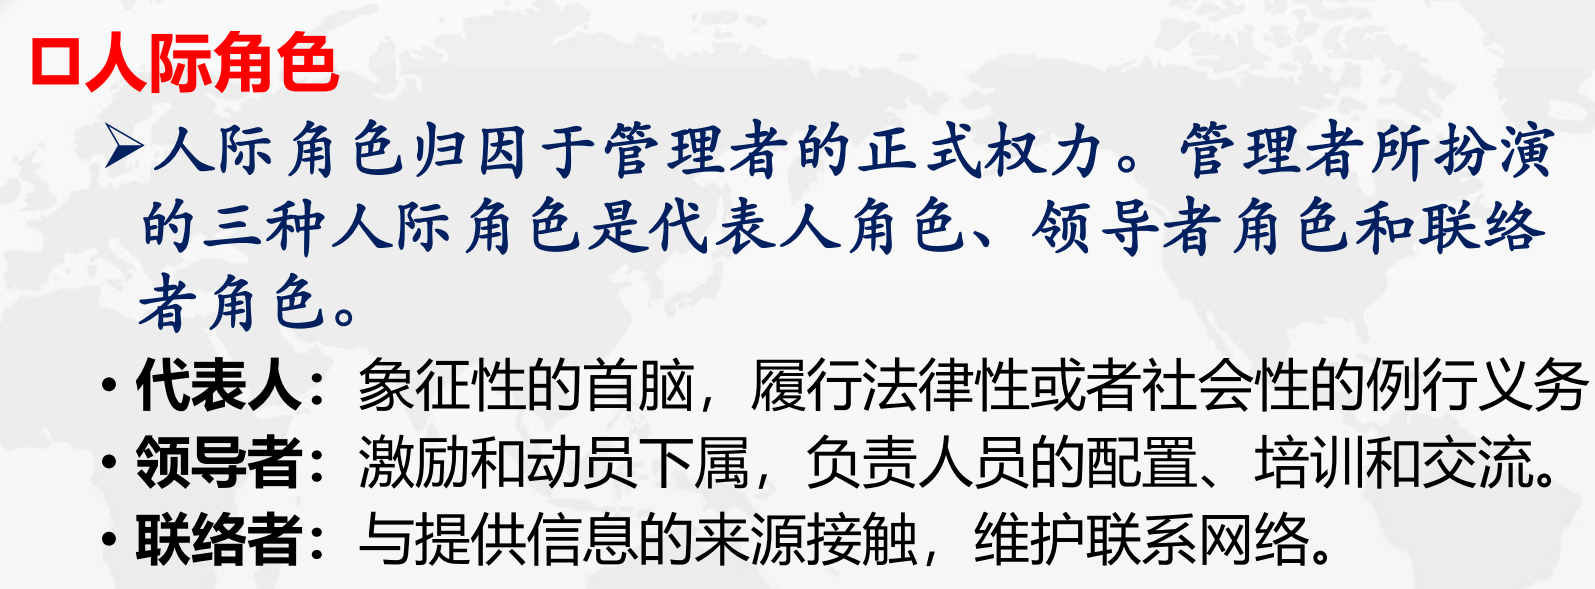 人际角色
人际角色归因于管理者的正式权力。管理者所扮演
的三种人际角色是代表人角色、领导者角色和联络
者角色。
• 代表人：象征性的首脑，履行法律性或者社会性的例行义务
• 领导者：激励和动员下属，负责人员的配置、培训和交流。
• 联络者：与提供信息的来源接触，维护联系网络。